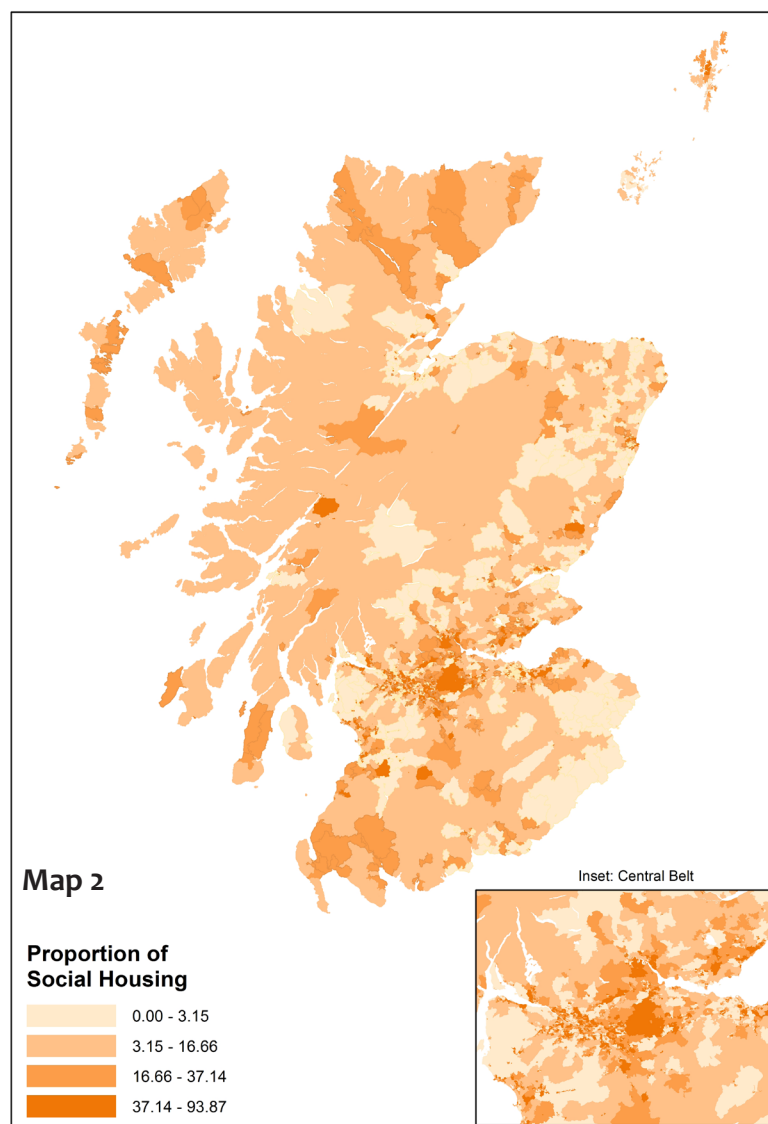 Map 2
Inset: Central Belt
Proportion of
Social Housing
0.00 - 3.15
3.15 - 16.66
16.66 - 37.14
37.14 - 93.87